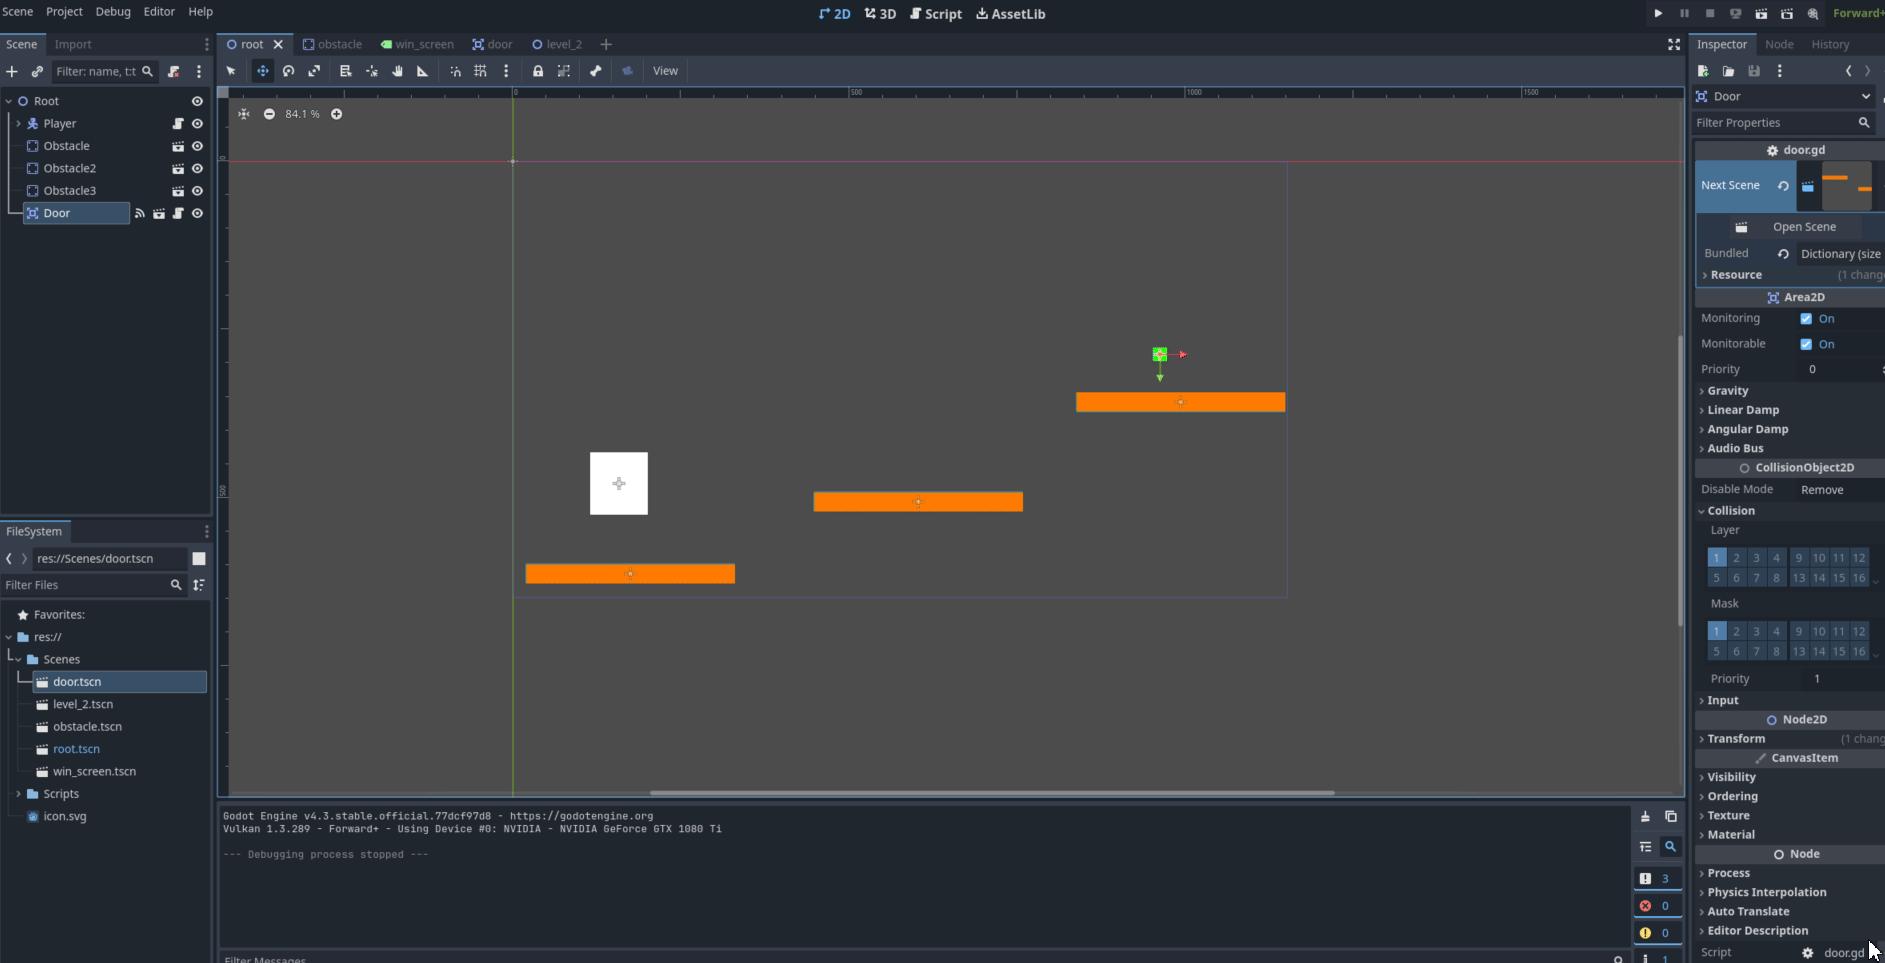 Scene Project Debug Editor Help
2D 3D Script AssetLib
Forward+
Scene Import
Filter: name, t:t
Root
Player
Obstacle
Obstacle2
Obstacle3
Door
root obstacle win_screen door level_2
View
84.1 %
0 500 1000 1500
0
500
FileSystem
res://Scenes/door.tscn
Filter Files
Favorites:
res://
Scenes
door.tscn
level_2.tscn
obstacle.tscn
root.tscn
win_screen.tscn
Scripts
icon.svg
Godot Engine v4.3.stable.official.77dcf97d8 - https://godotengine.org
Vulkan 1.3.289 - Forward+ - Using Device #0: NVIDIA - NVIDIA GeForce GTX 1080 Ti
--- Debugging process stopped ---
Filter Messages
3
0
0
1
Inspector Node History
Door
Filter Properties
door.gd
Next Scene
Open Scene
Bundled Dictionary (size
Resource (1 chang
Area2D
Monitoring On
Monitorable On
Priority 0
Gravity
Linear Damp
Angular Damp
Audio Bus
CollisionObject2D
Disable Mode Remove
Collision
Layer
1 2 3 4 9 10 11 12
5 6 7 8 13 14 15 16
Mask
1 2 3 4 9 10 11 12
5 6 7 8 13 14 15 16
Priority 1
Input
Node2D
Transform (1 chang
CanvasItem
Visibility
Ordering
Texture
Material
Node
Process
Physics Interpolation
Auto Translate
Editor Description
Script door.gd